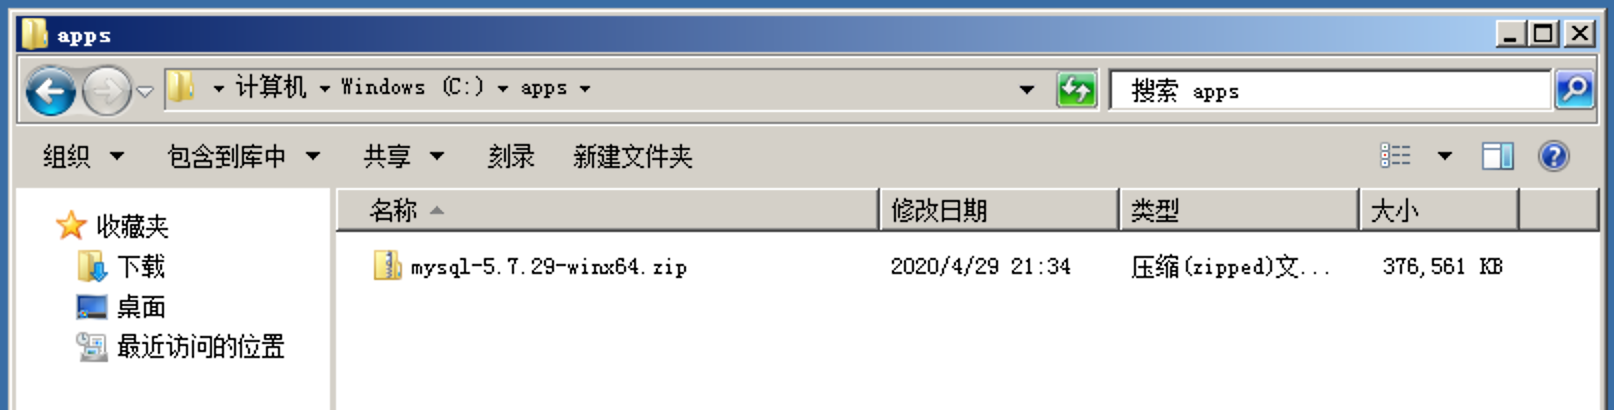 apps
计算机 Windows (C:) apps 搜索 apps
组织 包含到库中 共享 刻录 新建文件夹
名称 修改日期 类型 大小
收藏夹
下载
桌面
最近访问的位置
mysql-5.7.29-winx64.zip 2020/4/29 21:34 压缩(zipped)文... 376,561 KB